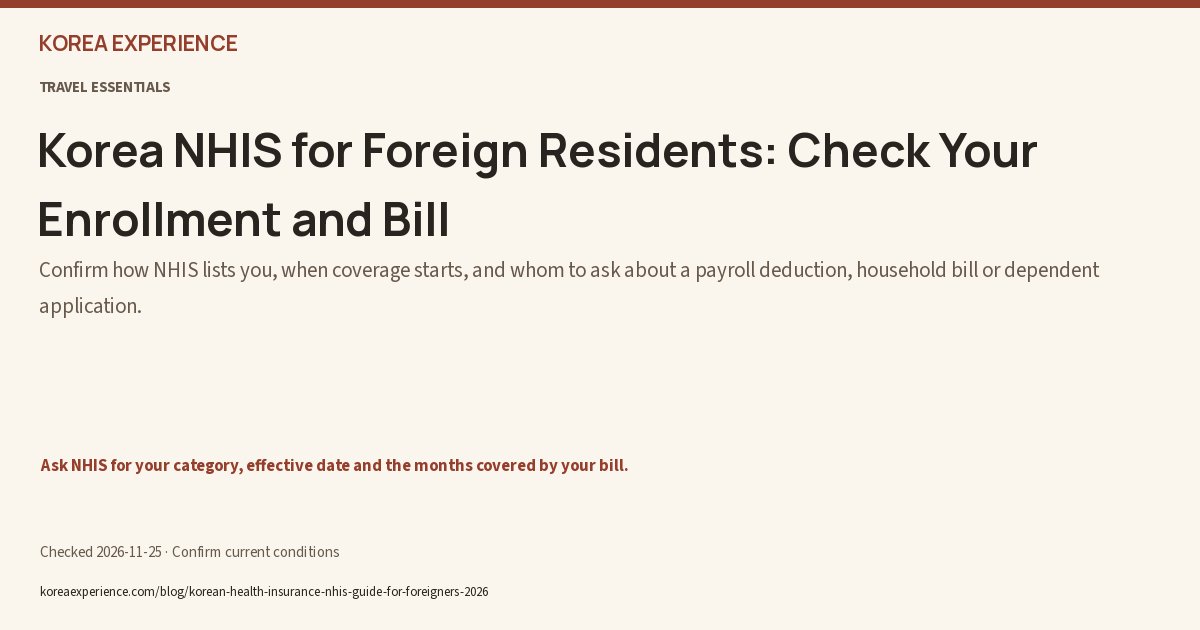 KOREA EXPERIENCE
TRAVEL ESSENTIALS
Korea NHIS for Foreign Residents: Check Your
Enrollment and Bill
Confirm how NHIS lists you, when coverage starts, and whom to ask about a payroll deduction, household bill or dependent
application.
Ask NHIS for your category, effective date and the months covered by your bill.
Checked 2026-11-25 · Confirm current conditions
koreaexperience.com/blog/korean-health-insurance-nhis-guide-for-foreigners-2026